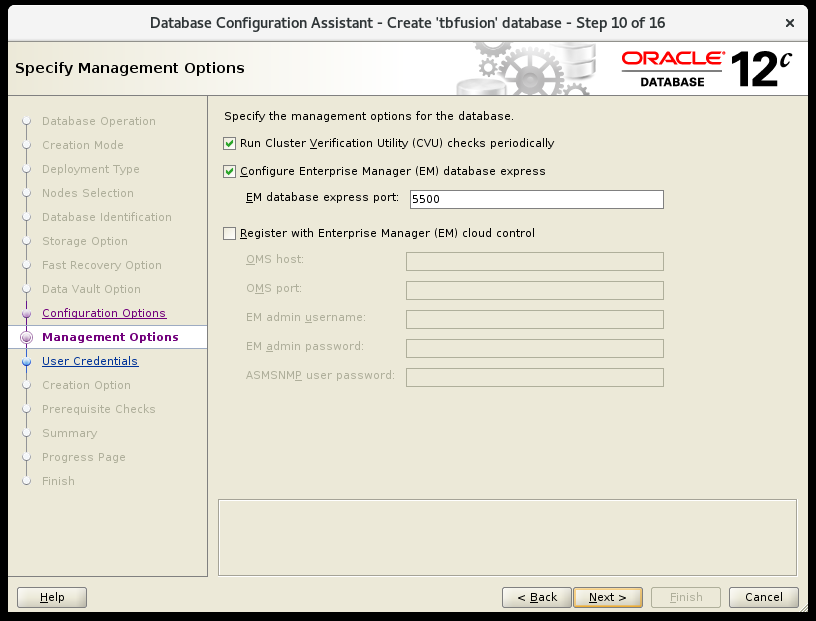 Database Configuration Assistant - Create 'tbfusion' database - Step 10 of 16
×
Specify Management Options
ORACLE
DATABASE
12c
Database Operation
Creation Mode
Deployment Type
Nodes Selection
Database Identification
Storage Option
Fast Recovery Option
Data Vault Option
Configuration Options
Management Options
User Credentials
Creation Option
Prerequisite Checks
Summary
Progress Page
Finish
Specify the management options for the database.
Run Cluster Verification Utility (CVU) checks periodically
Configure Enterprise Manager (EM) database express
EM database express port: 5500
Register with Enterprise Manager (EM) cloud control
OMS host:
OMS port:
EM admin username:
EM admin password:
ASMSNMP user password:
Help
< Back
Next >
Finish
Cancel